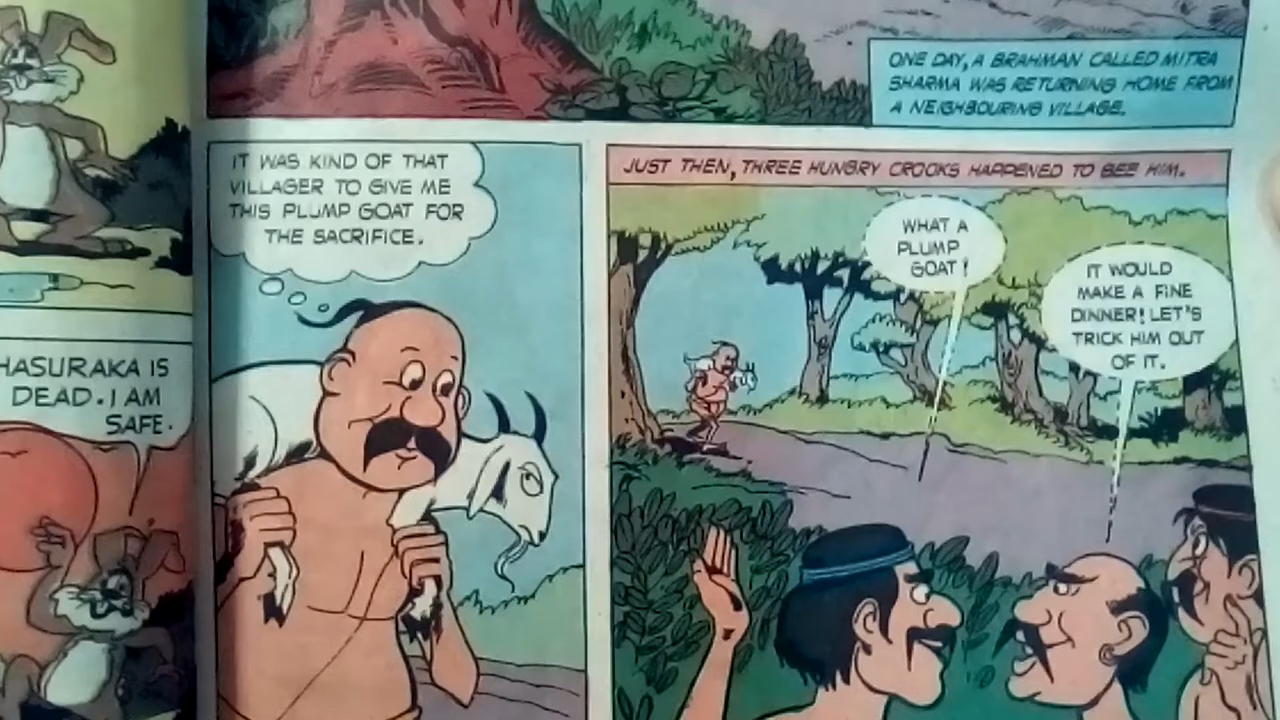 HASURAKA IS
DEAD. I AM
SAFE.
ONE DAY, A BRAHMAN CALLED MITRA
SHARMA WAS RETURNING HOME FROM
A NEIGHBOURING VILLAGE.
IT WAS KIND OF THAT
VILLAGER TO GIVE ME
THIS PLUMP GOAT FOR
THE SACRIFICE.
JUST THEN, THREE HUNGRY CROOKS HAPPENED TO SEE HIM.
WHAT A
PLUMP
GOAT!
IT WOULD
MAKE A FINE
DINNER! LET'S
TRICK HIM OUT
OF IT.